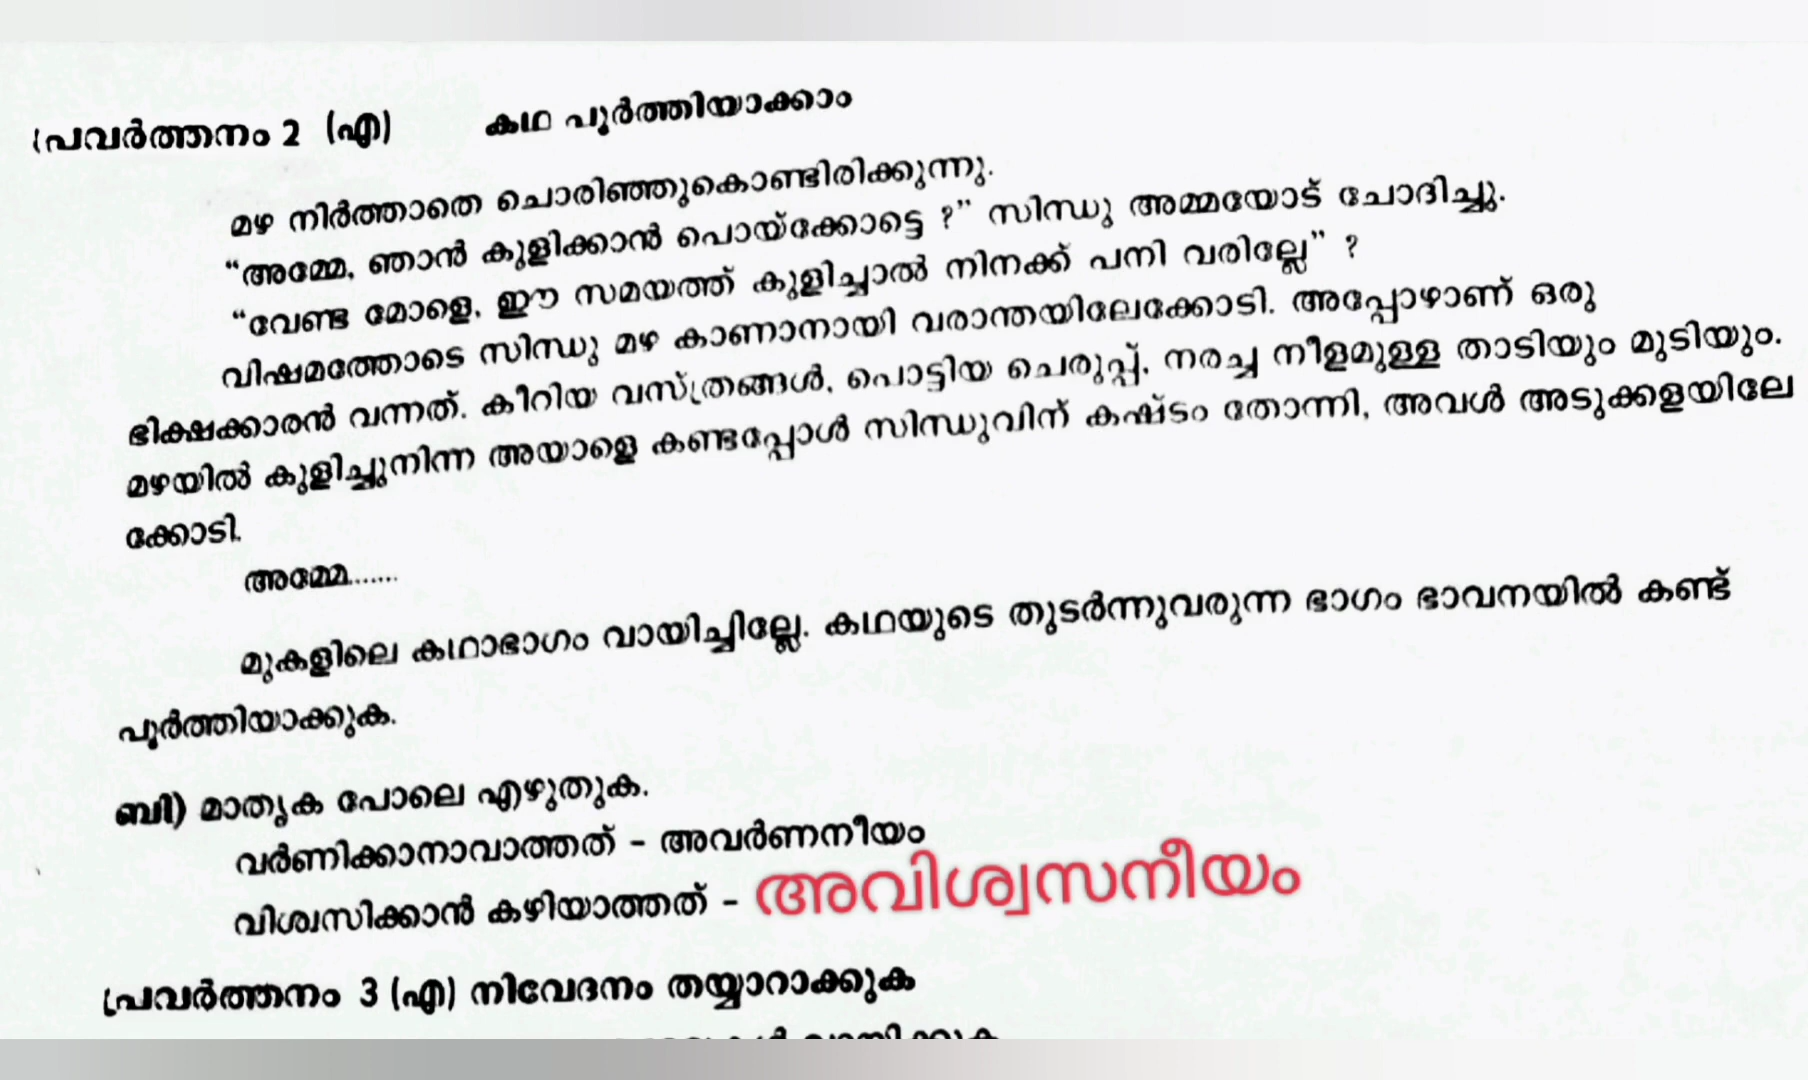 പ്രവർത്തനം 2 (എ) കഥ പൂർത്തിയാക്കാം
മഴ നിർത്താതെ ചൊരിഞ്ഞുകൊണ്ടിരിക്കുന്നു.
“അമ്മേ, ഞാൻ കുളിക്കാൻ പൊയ്ക്കോട്ടെ ?” സിന്ധു അമ്മയോട് ചോദിച്ചു.
“വേണ്ട മോളെ, ഈ സമയത്ത് കുളിച്ചാൽ നിനക്ക് പനി വരില്ലേ” ?
വിഷമത്തോടെ സിന്ധു മഴ കാണാനായി വരാന്തയിലേക്കോടി. അപ്പോഴാണ് ഒരു
ഭിക്ഷക്കാരൻ വന്നത്. കീറിയ വസ്ത്രങ്ങൾ, പൊട്ടിയ ചെരുപ്പ്, നരച്ച നീളമുള്ള താടിയും മുടിയും.
മഴയിൽ കുളിച്ചുനിന്ന അയാളെ കണ്ടപ്പോൾ സിന്ധുവിന് കഷ്ടം തോന്നി, അവൾ അടുക്കളയിലേ
ക്കോടി.
അമ്മേ.......
മുകളിലെ കഥാഭാഗം വായിച്ചില്ലേ. കഥയുടെ തുടർന്നുവരുന്ന ഭാഗം ഭാവനയിൽ കണ്ട്
പൂർത്തിയാക്കുക.
ബി) മാതൃക പോലെ എഴുതുക.
വർണിക്കാനാവാത്തത് - അവർണനീയം
വിശ്വസിക്കാൻ കഴിയാത്തത് - അവിശ്വസനീയം
പ്രവർത്തനം 3 (എ) നിവേദനം തയ്യാറാക്കുക